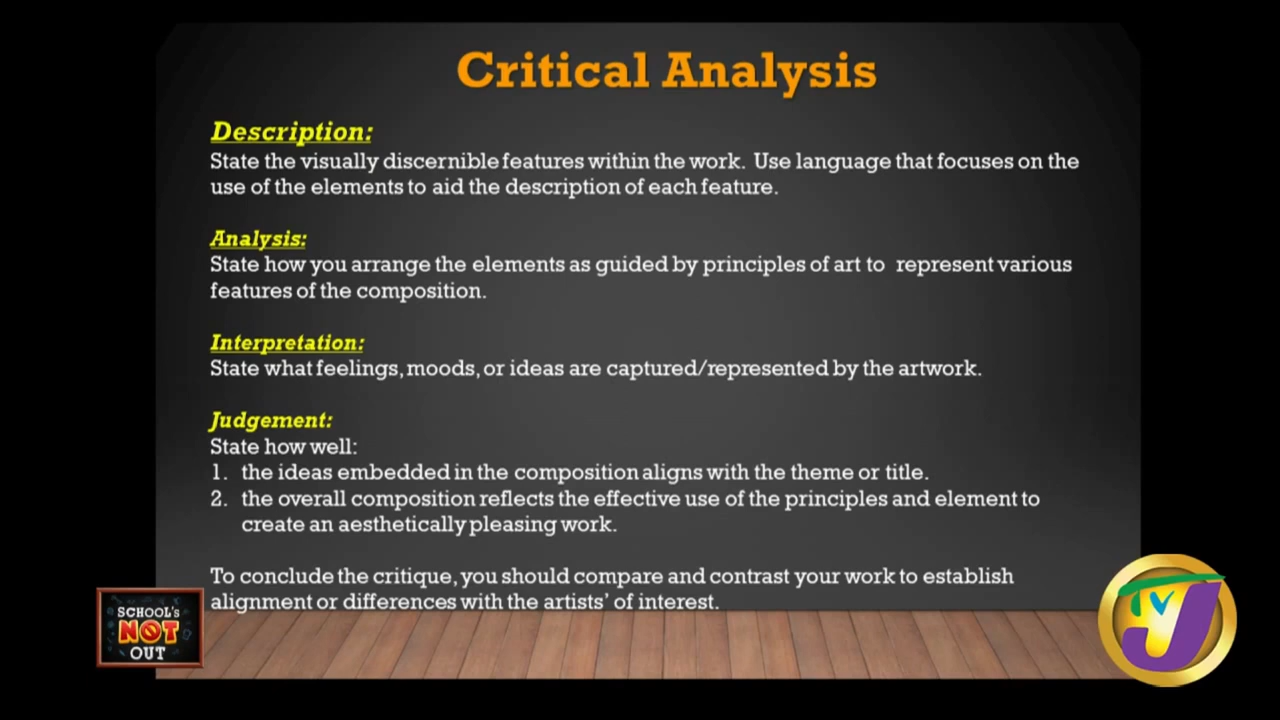 Critical Analysis
Description:
State the visually discernible features within the work. Use language that focuses on the
use of the elements to aid the description of each feature.
Analysis:
State how you arrange the elements as guided by principles of art to represent various
features of the composition.
Interpretation:
State what feelings, moods, or ideas are captured/represented by the artwork.
Judgement:
State how well:
1. the ideas embedded in the composition aligns with the theme or title.
2. the overall composition reflects the effective use of the principles and element to
create an aesthetically pleasing work.
To conclude the critique, you should compare and contrast your work to establish
alignment or differences with the artists' of interest.
SCHOOL's
NOT
OUT
TVJ